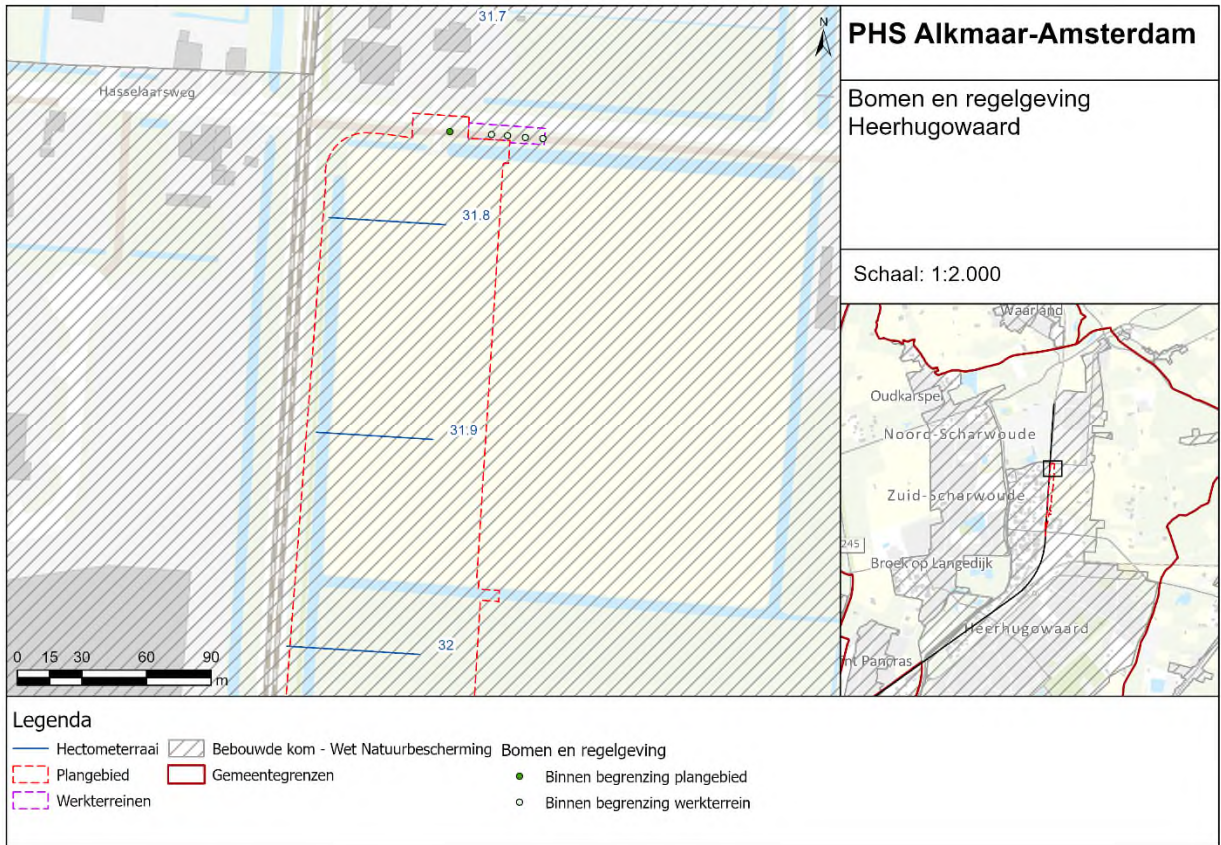 31.7
N
Hasselaarsweg
31.8
31.9
32
0 15 30 60 90
m
PHS Alkmaar-Amsterdam
Bomen en regelgeving
Heerhugowaard
Schaal: 1:2.000
Waarland
Oudkarspel
Noord-Scharwoude
Zuid-Scharwoude
245
Broek op Langedijk
Heerhugowaard
nt Pancras
Legenda
Hectometerraai
Plangebied
Werkterreinen
Bebouwde kom - Wet Natuurbescherming
Gemeentegrenzen
Bomen en regelgeving
Binnen begrenzing plangebied
Binnen begrenzing werkterrein